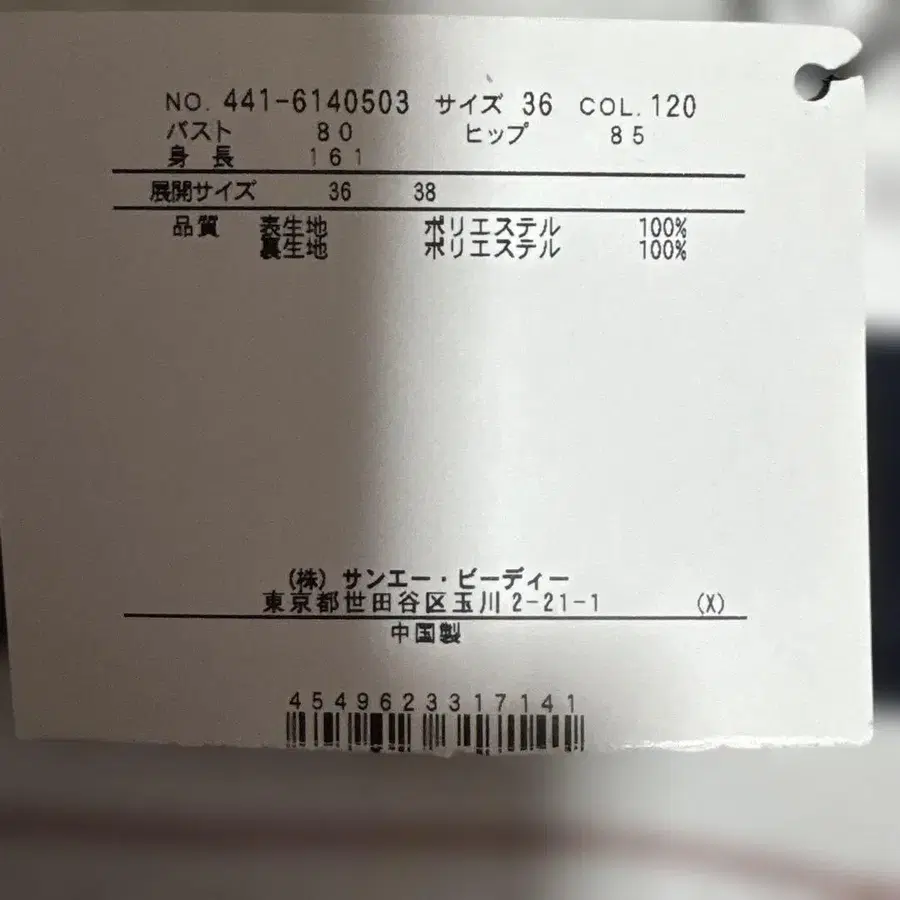 NO. 441-6140503 サイズ 36 COL. 120
バスト 80 ヒップ 85
身長 161
展開サイズ 36 38
品質 表生地 ポリエステル 100%
裏生地 ポリエステル 100%
(株) サンエー・ビーディー
東京都世田谷区玉川2-21-1 (X)
中国製
4549623317141